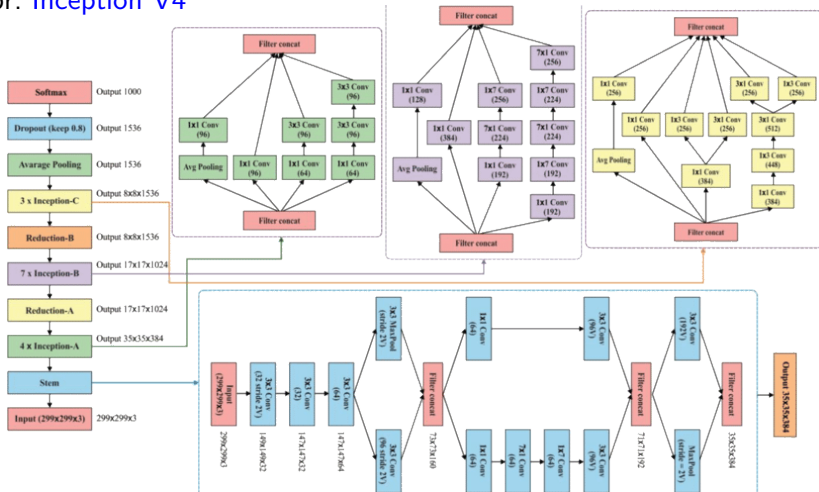 or: Inception V4
Softmax
Output 1000
Dropout (keep 0.8)
Output 1536
Avarage Pooling
Output 1536
3 x Inception-C
Output 8x8x1536
Reduction-B
Output 8x8x1536
7 x Inception-B
Output 17x17x1024
Reduction-A
Output 17x17x1024
4 x Inception-A
Output 35x35x384
Stem
Input (299x299x3)
299x299x3
Filter concat
3x3 Conv
(96)
1x1 Conv
(96)
3x3 Conv
(96)
3x3 Conv
(96)
Avg Pooling
1x1 Conv
(96)
1x1 Conv
(64)
1x1 Conv
(64)
Filter concat
Filter concat
7x1 Conv
(256)
1x1 Conv
(128)
1x7 Conv
(256)
1x7 Conv
(224)
1x1 Conv
(384)
7x1 Conv
(224)
7x1 Conv
(224)
Avg Pooling
1x1 Conv
(192)
1x7 Conv
(192)
1x1 Conv
(192)
Filter concat
Filter concat
1x1 Conv
(256)
3x1 Conv
(256)
1x3 Conv
(256)
1x1 Conv
(256)
1x3 Conv
(256)
3x1 Conv
(256)
3x1 Conv
(512)
Avg Pooling
1x3 Conv
(448)
1x1 Conv
(384)
1x1 Conv
(384)
Filter concat
Input
(299x299x3)
299x299x3
3x3 Conv
(32 stride 2V)
149x149x32
3x3 Conv
(32)
147x147x32
3x3 Conv
(64)
147x147x64
3x3 MaxPool
(stride 2V)
3x3 Conv
(96 stride 2V)
Filter concat
73x73x160
1x1 Conv
(64)
3x3 Conv
(96V)
1x1 Conv
(64)
7x1 Conv
(64)
1x7 Conv
(64)
3x3 Conv
(96V)
Filter concat
71x71x192
3x3 Conv
(192V)
MaxPool
(stride = 2V)
Filter concat
35x35x384
Output 35x35x384